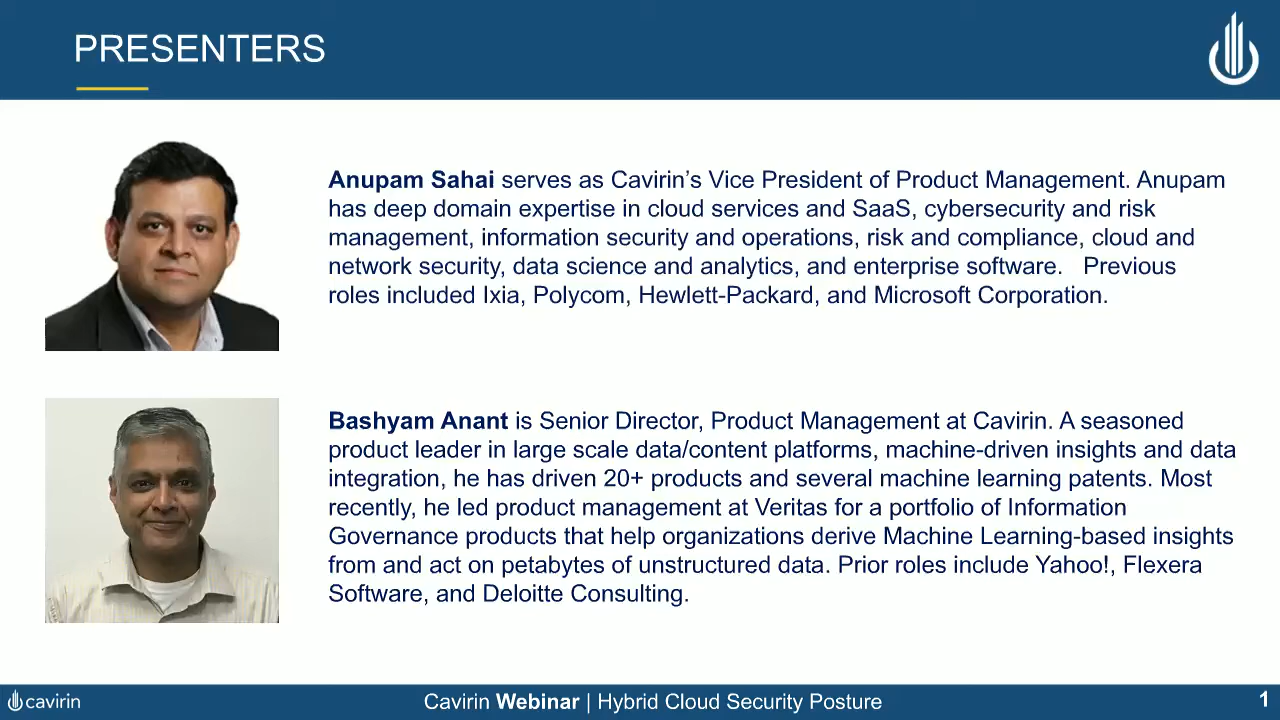 PRESENTERS
Anupam Sahai serves as Cavirin’s Vice President of Product Management. Anupam
has deep domain expertise in cloud services and SaaS, cybersecurity and risk
management, information security and operations, risk and compliance, cloud and
network security, data science and analytics, and enterprise software.   Previous
roles included Ixia, Polycom, Hewlett-Packard, and Microsoft Corporation.
Bashyam Anant is Senior Director, Product Management at Cavirin. A seasoned
product leader in large scale data/content platforms, machine-driven insights and data
integration, he has driven 20+ products and several machine learning patents. Most
recently, he led product management at Veritas for a portfolio of Information
Governance products that help organizations derive Machine Learning-based insights
from and act on petabytes of unstructured data. Prior roles include Yahoo!, Flexera
Software, and Deloitte Consulting.
cavirin
Cavirin Webinar | Hybrid Cloud Security Posture
1